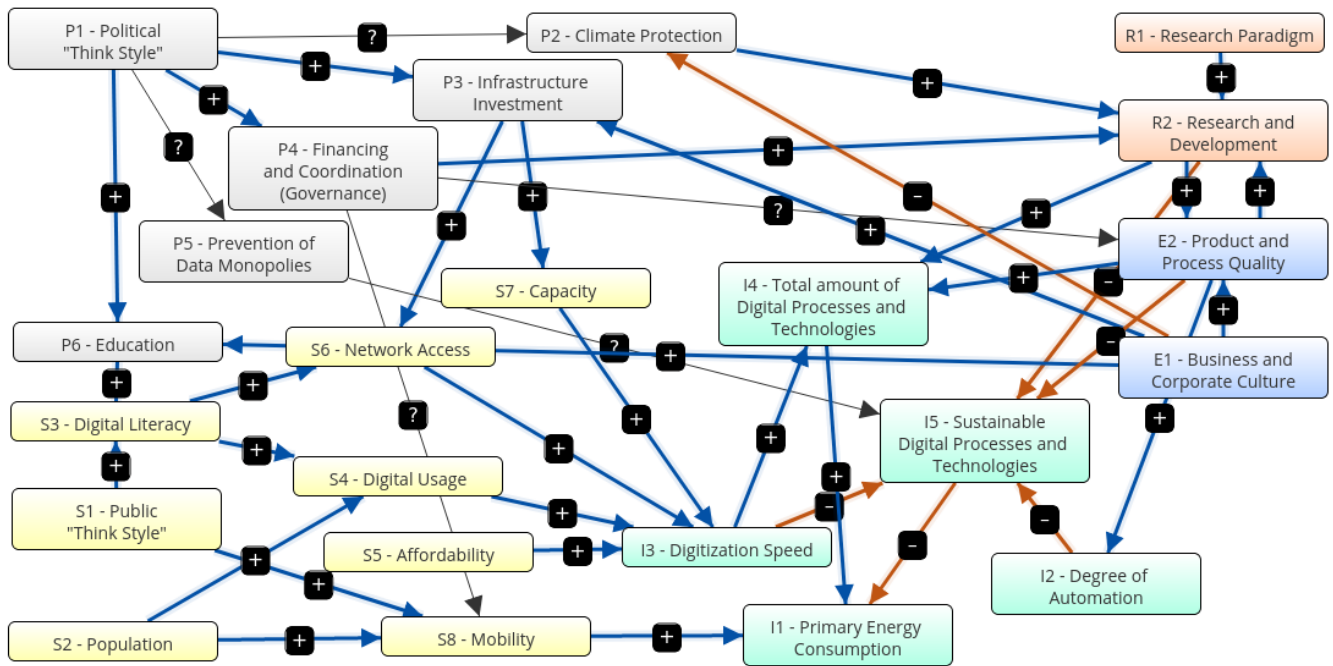 P1 - Political
"Think Style"
?
P2 - Climate Protection
R1 - Research Paradigm
+
+
P3 - Infrastructure
Investment
+
+
R2 - Research and
Development
P4 - Financing
and Coordination
(Governance)
?
+
+
+
+
+
–
+
?
+
+
P5 - Prevention of
Data Monopolies
E2 - Product and
Process Quality
S7 - Capacity
I4 - Total amount of
Digital Processes and
Technologies
+
–
+
P6 - Education
S6 - Network Access
?
+
–
E1 - Business and
Corporate Culture
+
+
S3 - Digital Literacy
?
+
+
I5 - Sustainable
Digital Processes and
Technologies
+
+
+
S4 - Digital Usage
+
+
S1 - Public
"Think Style"
+
–
–
S5 - Affordability
+
I3 - Digitization Speed
–
+
+
I2 - Degree of
Automation
S2 - Population
+
S8 - Mobility
+
I1 - Primary Energy
Consumption